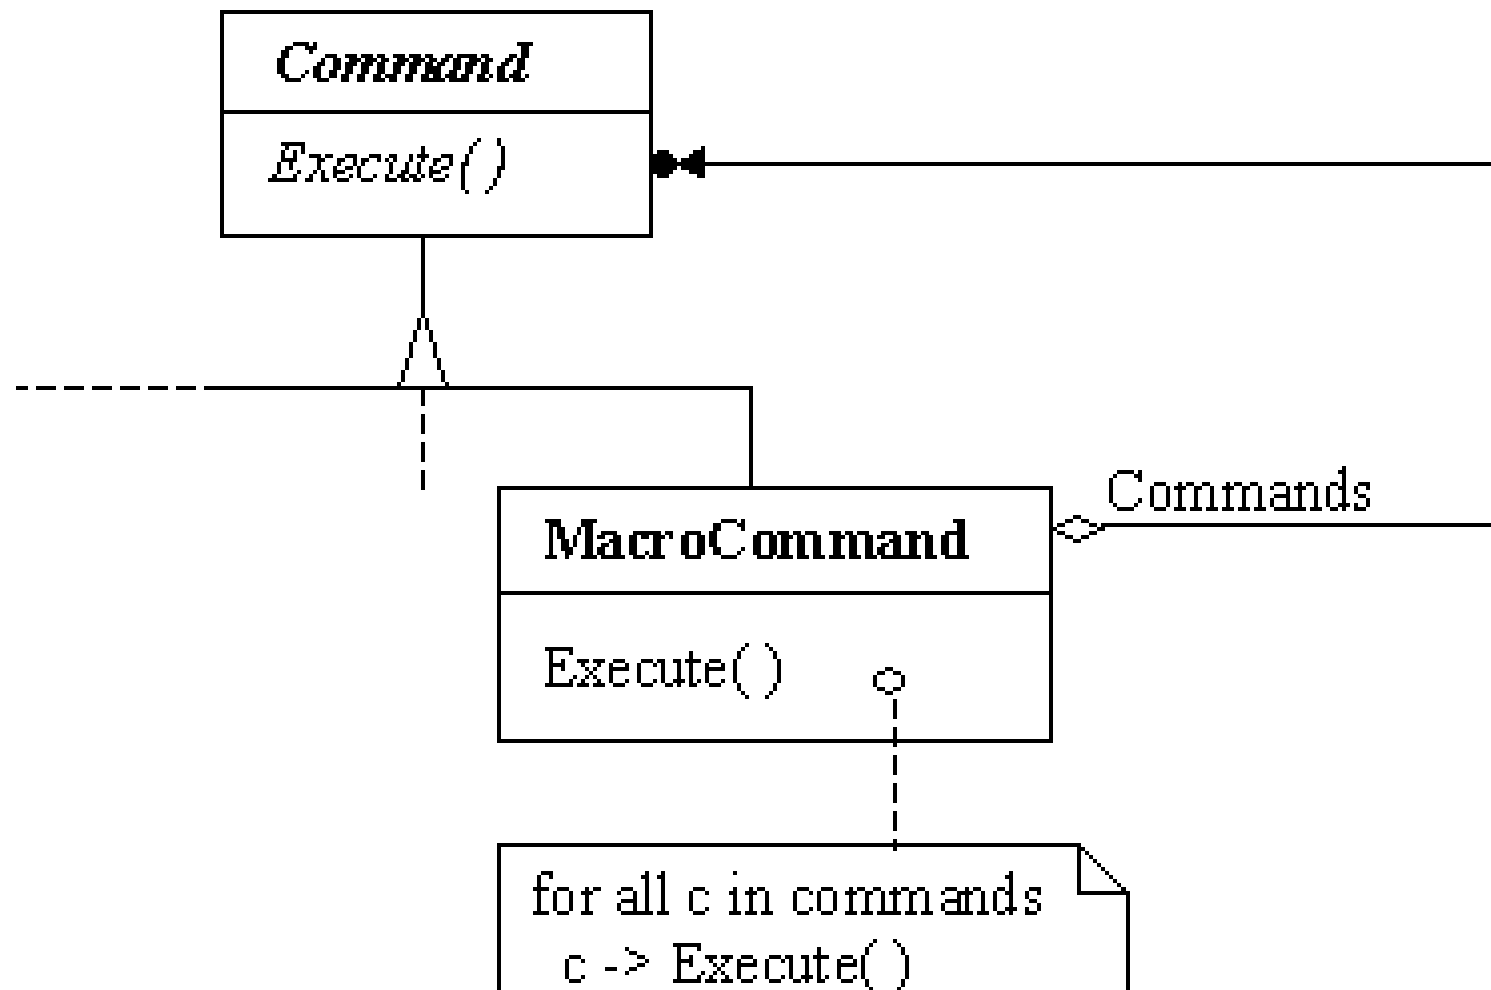 Command
Execute( )
Commands
MacroCommand
Execute( )
for all c in commands
c -> Execute( )